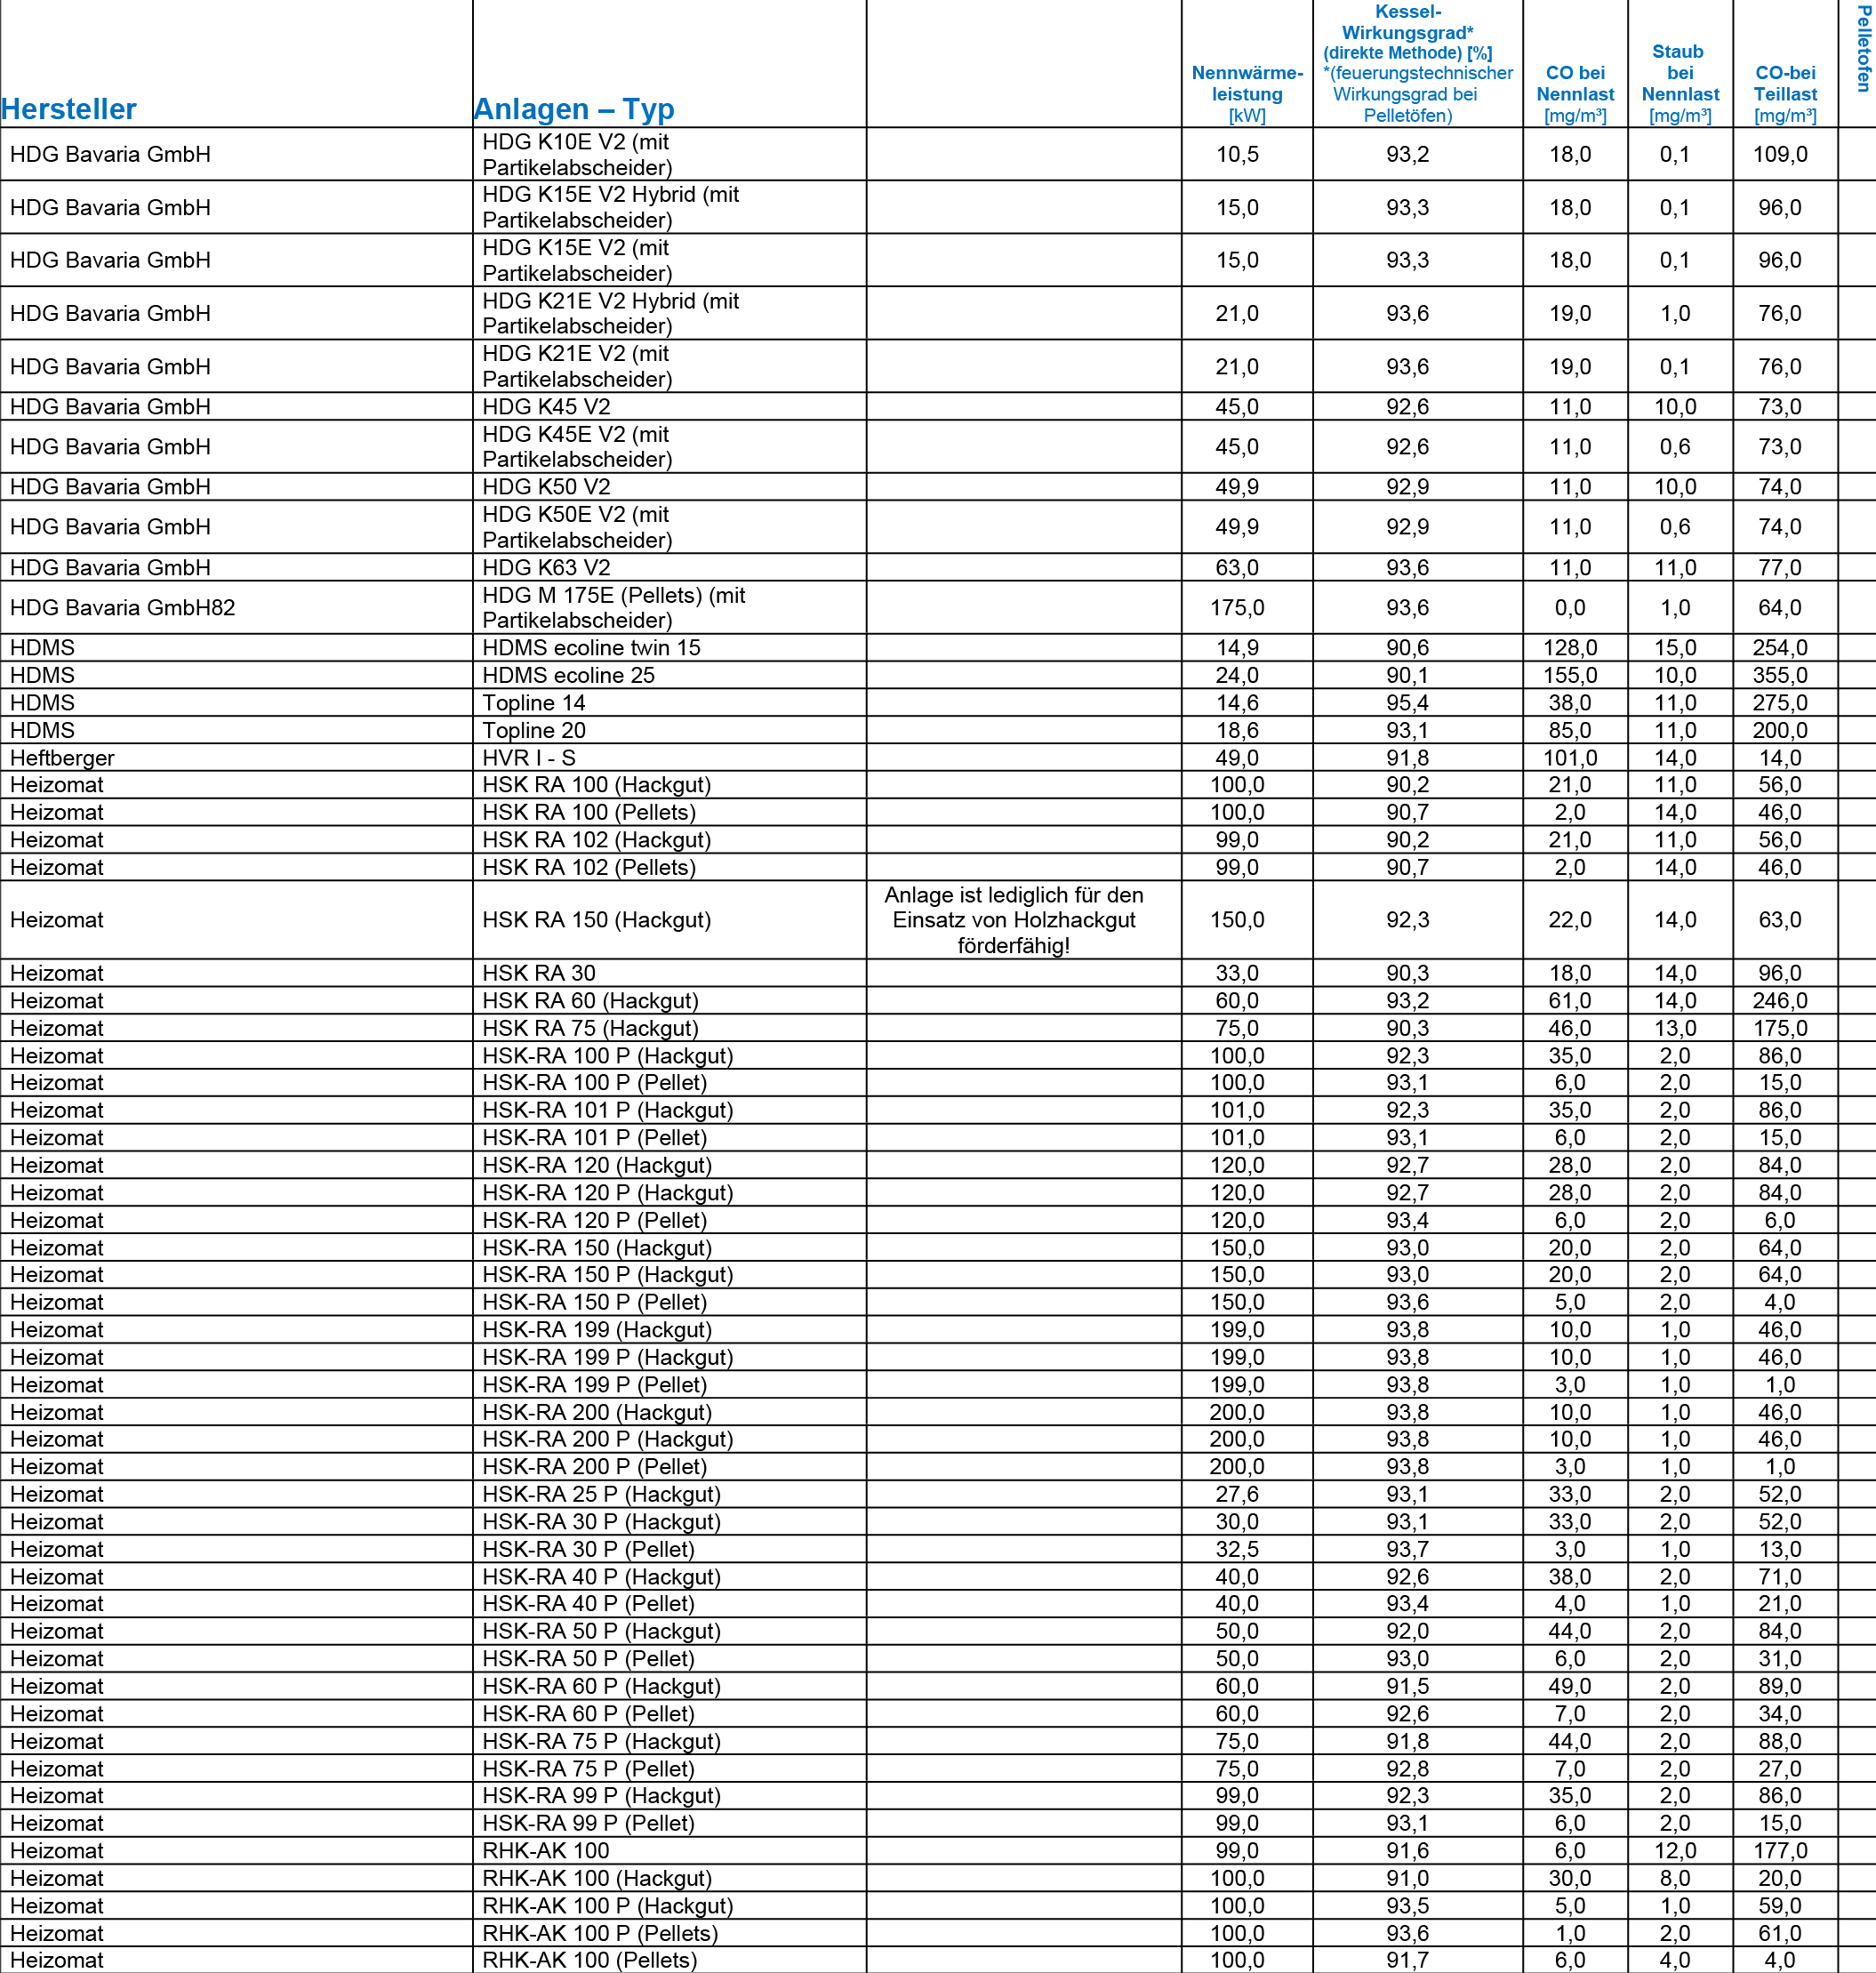 Hersteller Anlagen – Typ Nennwärme-leistung [kW] Kessel-Wirkungsgrad* (direkte Methode) [%] *(feuerungstechnischer Wirkungsgrad bei Pelletöfen) CO bei Nennlast [mg/m³] Staub bei Nennlast [mg/m³] CO-bei Teillast [mg/m³] Pelletofen
HDG Bavaria GmbH HDG K10E V2 (mit Partikelabscheider) 10,5 93,2 18,0 0,1 109,0
HDG Bavaria GmbH HDG K15E V2 Hybrid (mit Partikelabscheider) 15,0 93,3 18,0 0,1 96,0
HDG Bavaria GmbH HDG K15E V2 (mit Partikelabscheider) 15,0 93,3 18,0 0,1 96,0
HDG Bavaria GmbH HDG K21E V2 Hybrid (mit Partikelabscheider) 21,0 93,6 19,0 1,0 76,0
HDG Bavaria GmbH HDG K21E V2 (mit Partikelabscheider) 21,0 93,6 19,0 0,1 76,0
HDG Bavaria GmbH HDG K45 V2 45,0 92,6 11,0 10,0 73,0
HDG Bavaria GmbH HDG K45E V2 (mit Partikelabscheider) 45,0 92,6 11,0 0,6 73,0
HDG Bavaria GmbH HDG K50 V2 49,9 92,9 11,0 10,0 74,0
HDG Bavaria GmbH HDG K50E V2 (mit Partikelabscheider) 49,9 92,9 11,0 0,6 74,0
HDG Bavaria GmbH HDG K63 V2 63,0 93,6 11,0 11,0 77,0
HDG Bavaria GmbH82 HDG M 175E (Pellets) (mit Partikelabscheider) 175,0 93,6 0,0 1,0 64,0
HDMS HDMS ecoline twin 15 14,9 90,6 128,0 15,0 254,0
HDMS HDMS ecoline 25 24,0 90,1 155,0 10,0 355,0
HDMS Topline 14 14,6 95,4 38,0 11,0 275,0
HDMS Topline 20 18,6 93,1 85,0 11,0 200,0
Heftberger HVR I - S 49,0 91,8 101,0 14,0 14,0
Heizomat HSK RA 100 (Hackgut) 100,0 90,2 21,0 11,0 56,0
Heizomat HSK RA 100 (Pellets) 100,0 90,7 2,0 14,0 46,0
Heizomat HSK RA 102 (Hackgut) 99,0 90,2 21,0 11,0 56,0
Heizomat HSK RA 102 (Pellets) 99,0 90,7 2,0 14,0 46,0
Heizomat HSK RA 150 (Hackgut) Anlage ist lediglich für den Einsatz von Holzhackgut förderfähig! 150,0 92,3 22,0 14,0 63,0
Heizomat HSK RA 30 33,0 90,3 18,0 14,0 96,0
Heizomat HSK RA 60 (Hackgut) 60,0 93,2 61,0 14,0 246,0
Heizomat HSK RA 75 (Hackgut) 75,0 90,3 46,0 13,0 175,0
Heizomat HSK-RA 100 P (Hackgut) 100,0 92,3 35,0 2,0 86,0
Heizomat HSK-RA 100 P (Pellet) 100,0 93,1 6,0 2,0 15,0
Heizomat HSK-RA 101 P (Hackgut) 101,0 92,3 35,0 2,0 86,0
Heizomat HSK-RA 101 P (Pellet) 101,0 93,1 6,0 2,0 15,0
Heizomat HSK-RA 120 (Hackgut) 120,0 92,7 28,0 2,0 84,0
Heizomat HSK-RA 120 P (Hackgut) 120,0 92,7 28,0 2,0 84,0
Heizomat HSK-RA 120 P (Pellet) 120,0 93,4 6,0 2,0 6,0
Heizomat HSK-RA 150 (Hackgut) 150,0 93,0 20,0 2,0 64,0
Heizomat HSK-RA 150 P (Hackgut) 150,0 93,0 20,0 2,0 64,0
Heizomat HSK-RA 150 P (Pellet) 150,0 93,6 5,0 2,0 4,0
Heizomat HSK-RA 199 (Hackgut) 199,0 93,8 10,0 1,0 46,0
Heizomat HSK-RA 199 P (Hackgut) 199,0 93,8 10,0 1,0 46,0
Heizomat HSK-RA 199 P (Pellet) 199,0 93,8 3,0 1,0 1,0
Heizomat HSK-RA 200 (Hackgut) 200,0 93,8 10,0 1,0 46,0
Heizomat HSK-RA 200 P (Hackgut) 200,0 93,8 10,0 1,0 46,0
Heizomat HSK-RA 200 P (Pellet) 200,0 93,8 3,0 1,0 1,0
Heizomat HSK-RA 25 P (Hackgut) 27,6 93,1 33,0 2,0 52,0
Heizomat HSK-RA 30 P (Hackgut) 30,0 93,1 33,0 2,0 52,0
Heizomat HSK-RA 30 P (Pellet) 32,5 93,7 3,0 1,0 13,0
Heizomat HSK-RA 40 P (Hackgut) 40,0 92,6 38,0 2,0 71,0
Heizomat HSK-RA 40 P (Pellet) 40,0 93,4 4,0 1,0 21,0
Heizomat HSK-RA 50 P (Hackgut) 50,0 92,0 44,0 2,0 84,0
Heizomat HSK-RA 50 P (Pellet) 50,0 93,0 6,0 2,0 31,0
Heizomat HSK-RA 60 P (Hackgut) 60,0 91,5 49,0 2,0 89,0
Heizomat HSK-RA 60 P (Pellet) 60,0 92,6 7,0 2,0 34,0
Heizomat HSK-RA 75 P (Hackgut) 75,0 91,8 44,0 2,0 88,0
Heizomat HSK-RA 75 P (Pellet) 75,0 92,8 7,0 2,0 27,0
Heizomat HSK-RA 99 P (Hackgut) 99,0 92,3 35,0 2,0 86,0
Heizomat HSK-RA 99 P (Pellet) 99,0 93,1 6,0 2,0 15,0
Heizomat RHK-AK 100 99,0 91,6 6,0 12,0 177,0
Heizomat RHK-AK 100 (Hackgut) 100,0 91,0 30,0 8,0 20,0
Heizomat RHK-AK 100 P (Hackgut) 100,0 93,5 5,0 1,0 59,0
Heizomat RHK-AK 100 P (Pellets) 100,0 93,6 1,0 2,0 61,0
Heizomat RHK-AK 100 (Pellets) 100,0 91,7 6,0 4,0 4,0